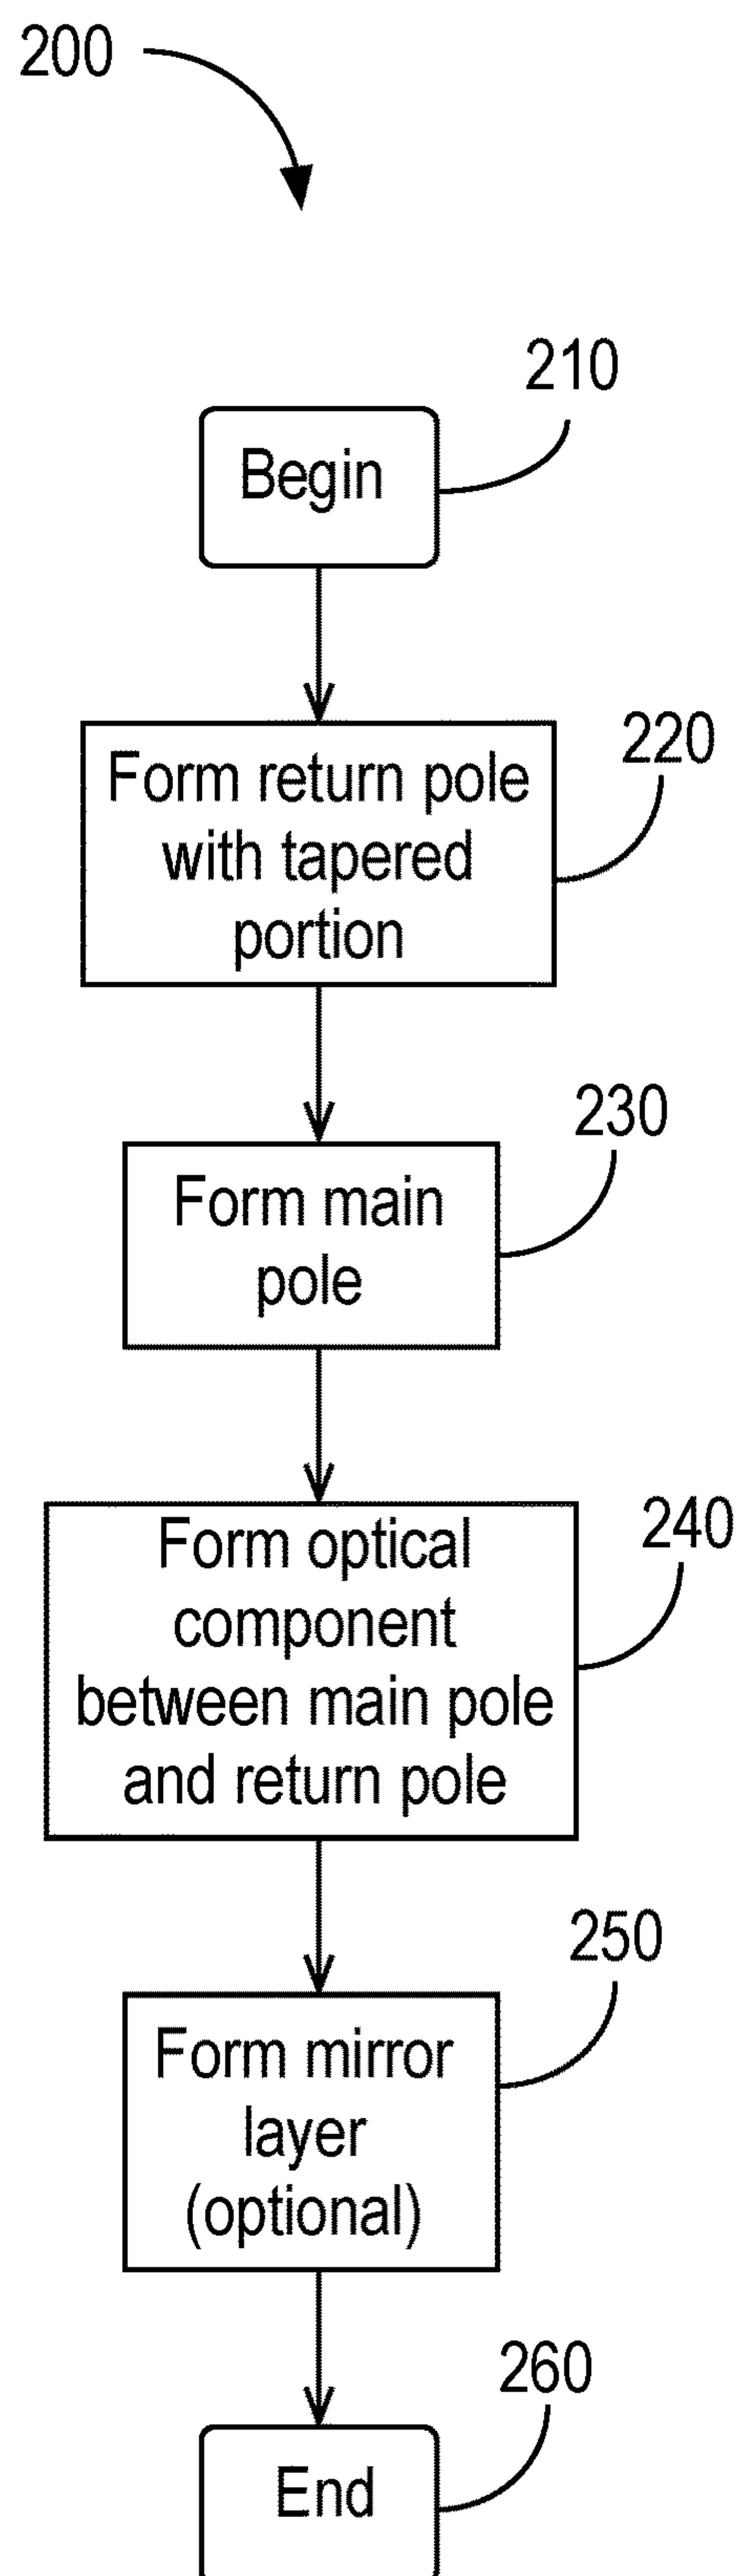 200
210
Begin
220
Form return pole
with tapered
portion
230
Form main
pole
240
Form optical
component
between main pole
and return pole
250
Form mirror
layer
(optional)
260
End